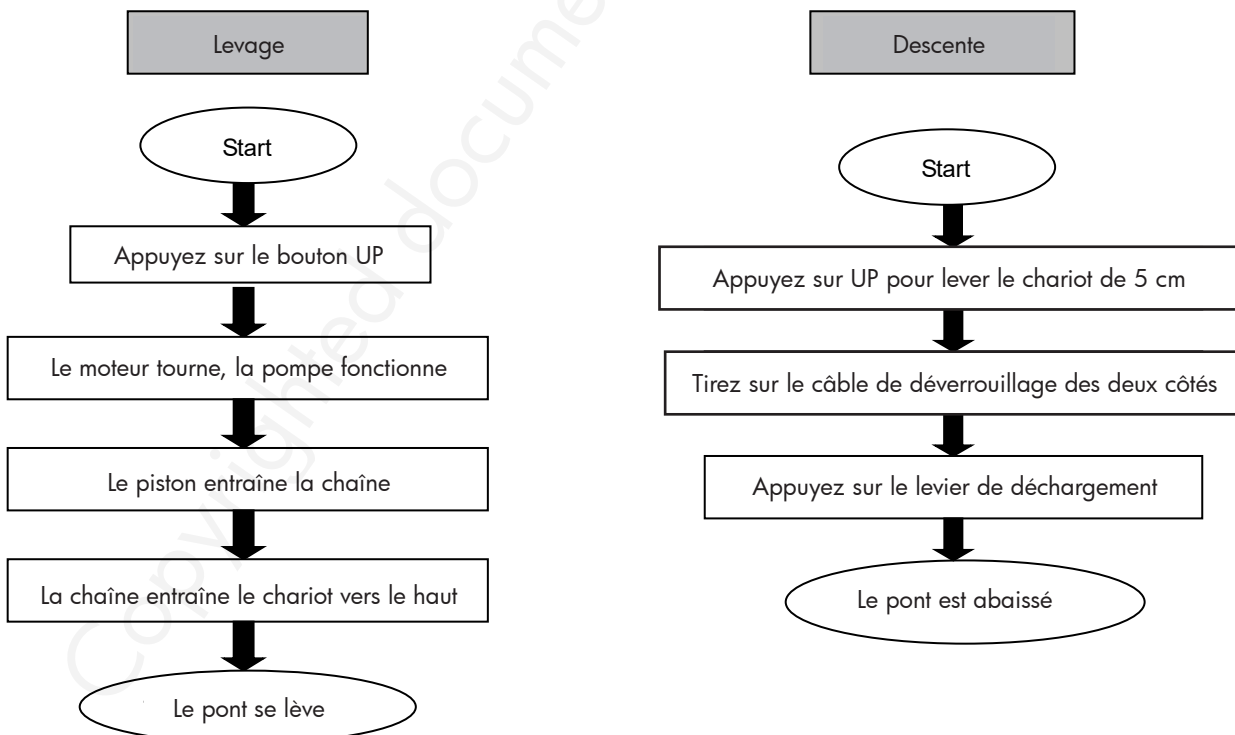 Levage
Start
Appuyez sur le bouton UP
Le moteur tourne, la pompe fonctionne
Le piston entraîne la chaîne
La chaîne entraîne le chariot vers le haut
Le pont se lève
Descente
Start
Appuyez sur UP pour lever le chariot de 5 cm
Tirez sur le câble de déverrouillage des deux côtés
Appuyez sur le levier de déchargement
Le pont est abaissé
Copyrighted docume